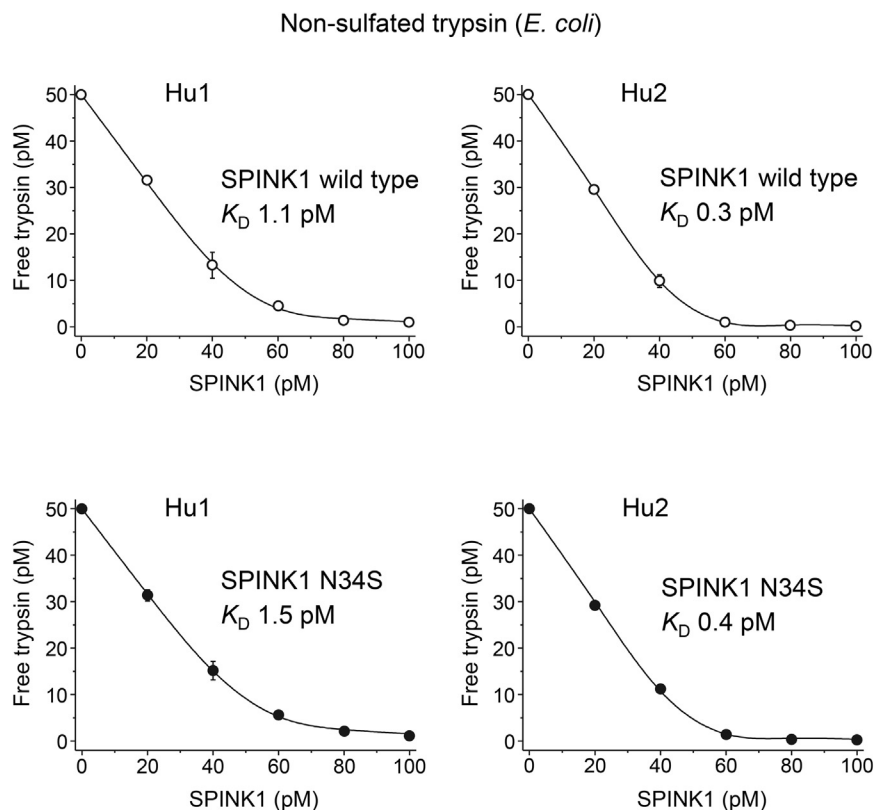 Non-sulfated trypsin (E. coli)
Hu1
SPINK1 wild type
KD 1.1 pM
Free trypsin (pM)
50
40
30
20
10
0
0 20 40 60 80 100
SPINK1 (pM)
Hu2
SPINK1 wild type
KD 0.3 pM
Free trypsin (pM)
50
40
30
20
10
0
0 20 40 60 80 100
SPINK1 (pM)
Hu1
SPINK1 N34S
KD 1.5 pM
Free trypsin (pM)
50
40
30
20
10
0
0 20 40 60 80 100
SPINK1 (pM)
Hu2
SPINK1 N34S
KD 0.4 pM
Free trypsin (pM)
50
40
30
20
10
0
0 20 40 60 80 100
SPINK1 (pM)